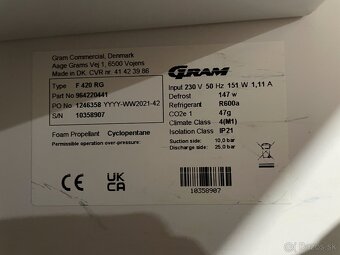 Gram Commercial, Denmark
Aage Grams Vej 1, 6500 Vojens
Made in DK. CVR nr. 41 42 39 86
GRAM
Type F 420 RG
Part No 964220441
PO No 1246358 YYYY-WW2021-42
S/N 10358907
Input 230 V 50 Hz 151 W 1,11 A
Defrost 147 w
Refrigerant R600a
CO2e 1 47g
Climate Class 4(M1)
Isolation Class IP21
Foam Propellant Cyclopentane
Permissible operation over-pressure:
Suction side: 10,0 bar
Discharge side: 25,0 bar
CE UK CA
10358907
bazos.sk